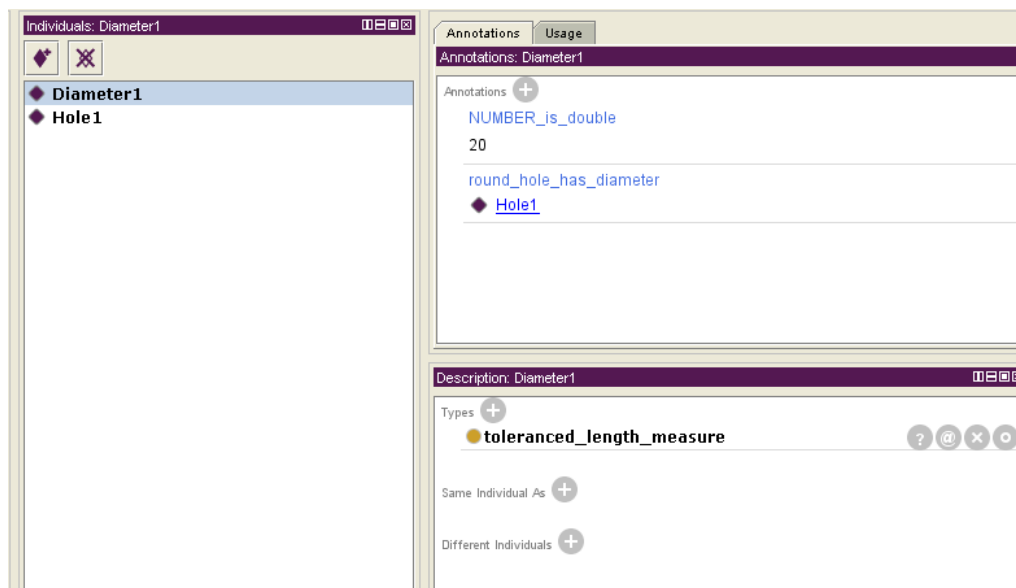 Individuals: Diameter1
Diameter1
Hole1
Annotations Usage
Annotations: Diameter1
Annotations
NUMBER_is_double
20
round_hole_has_diameter
Hole1
Description: Diameter1
Types
toleranced_length_measure
? @ X O
Same Individual As
Different Individuals